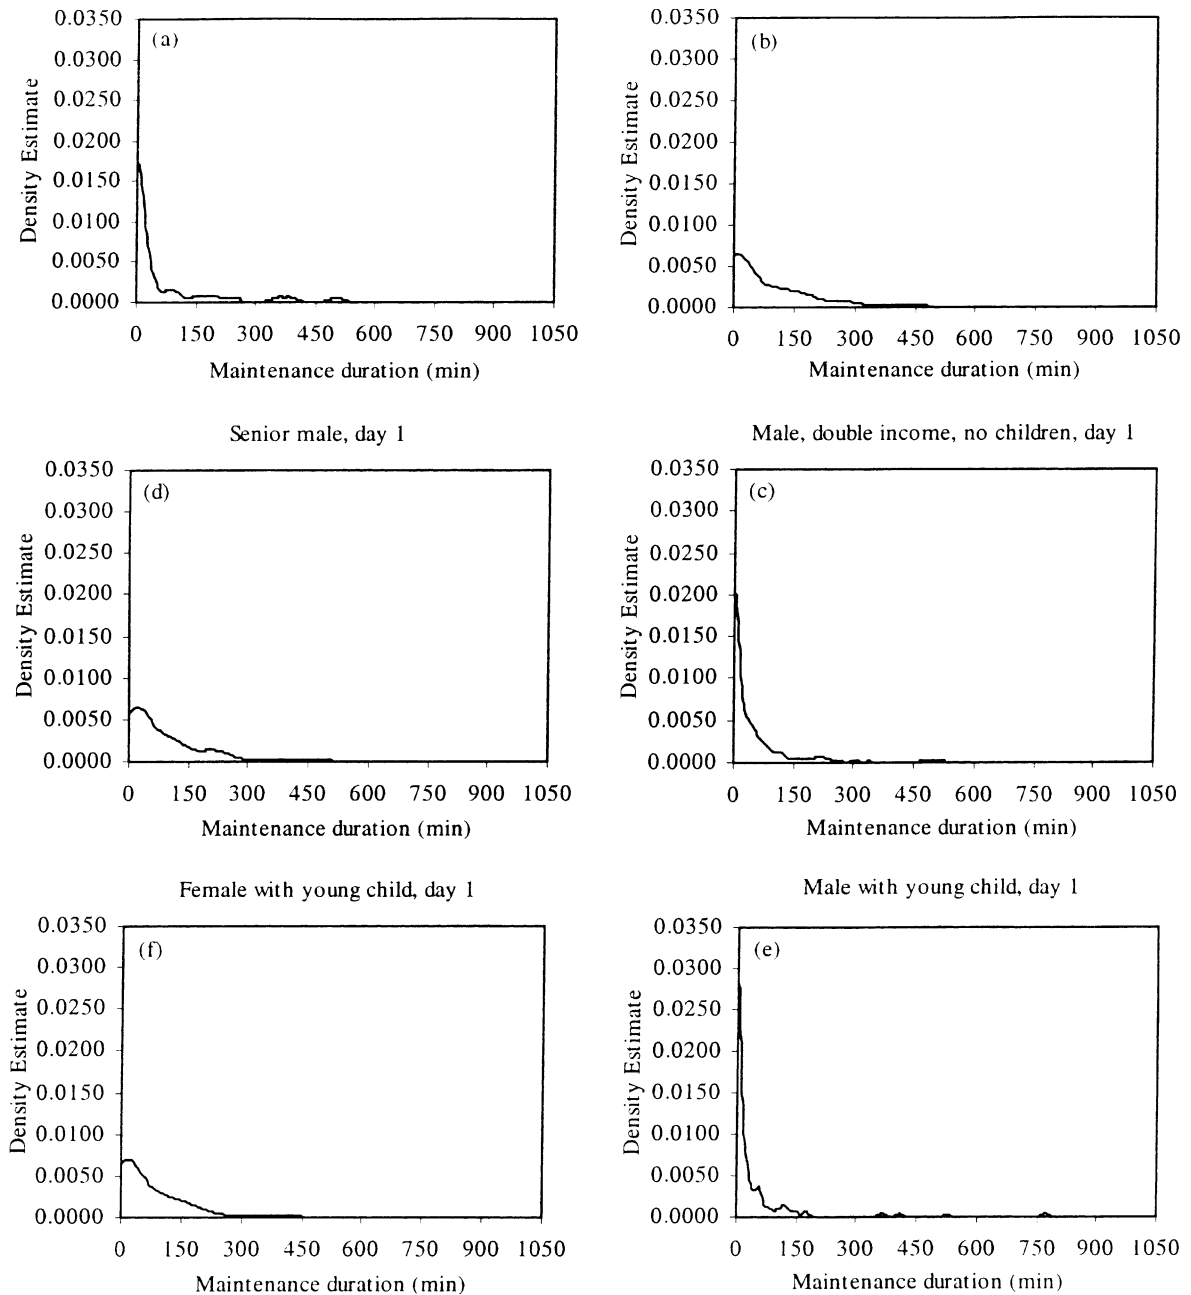 0.0350
0.0300
0.0250
0.0200
0.0150
0.0100
0.0050
0.0000
Density Estimate
(a)
0 150 300 450 600 750 900 1050
Maintenance duration (min)
0.0350
0.0300
0.0250
0.0200
0.0150
0.0100
0.0050
0.0000
Density Estimate
(b)
0 150 300 450 600 750 900 1050
Maintenance duration (min)
Senior male, day 1
0.0350
0.0300
0.0250
0.0200
0.0150
0.0100
0.0050
0.0000
Density Estimate
(d)
0 150 300 450 600 750 900 1050
Maintenance duration (min)
Male, double income, no children, day 1
0.0350
0.0300
0.0250
0.0200
0.0150
0.0100
0.0050
0.0000
Density Estimate
(c)
0 150 300 450 600 750 900 1050
Maintenance duration (min)
Female with young child, day 1
0.0350
0.0300
0.0250
0.0200
0.0150
0.0100
0.0050
0.0000
Density Estimate
(f)
0 150 300 450 600 750 900 1050
Maintenance duration (min)
Male with young child, day 1
0.0350
0.0300
0.0250
0.0200
0.0150
0.0100
0.0050
0.0000
Density Estimate
(e)
0 150 300 450 600 750 900 1050
Maintenance duration (min)